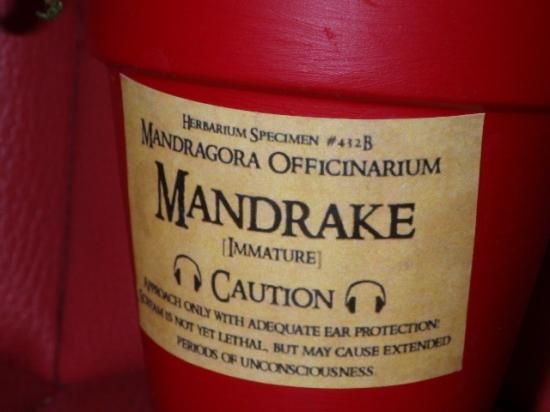 Herbarium Specimen #432B
Mandragora Officinarium
Mandrake
[Immature]
Caution
Approach only with adequate ear protection:
Scream is not yet lethal, but may cause extended
periods of unconsciousness